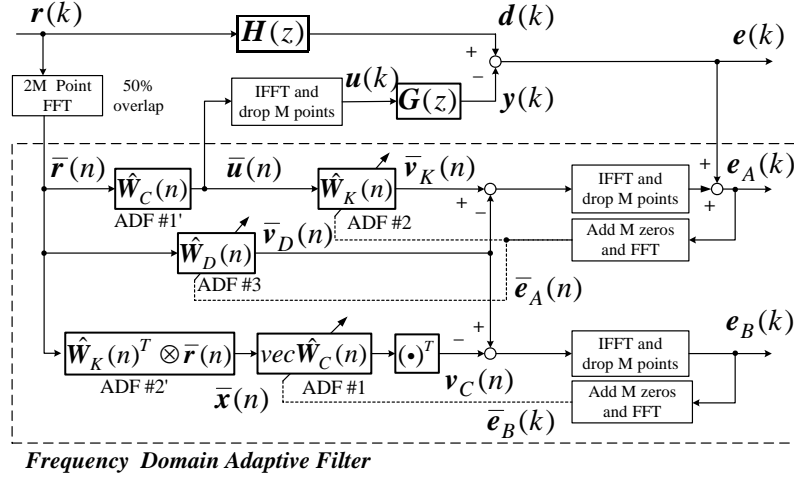 r(k)
d(k)
H(z)
e(k)
+
−
2M Point
FFT
50%
overlap
IFFT and
drop M points
u(k)
G(z)
y(k)
r̅(n)
Ŵ_C(n)
ADF #1'
u̅(n)
Ŵ_K(n)
ADF #2
v̅_K(n)
+
−
IFFT and
drop M points
+
+
e_A(k)
Add M zeros
and FFT
Ŵ_D(n)
ADF #3
v̅_D(n)
e̅_A(n)
Ŵ_K(n)^T ⊗ r̅(n)
ADF #2'
x̅(n)
vecŴ_C(n)
ADF #1
(•)^T
−
+
v_C(n)
IFFT and
drop M points
e_B(k)
Add M zeros
and FFT
e̅_B(k)
Frequency Domain Adaptive Filter